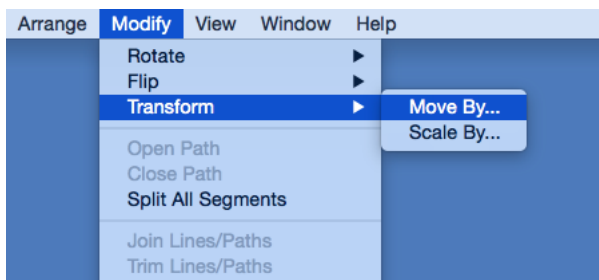 Arrange Modify View Window Help
Rotate
Flip
Transform
Move By...
Scale By...
Open Path
Close Path
Split All Segments
Join Lines/Paths
Trim Lines/Paths